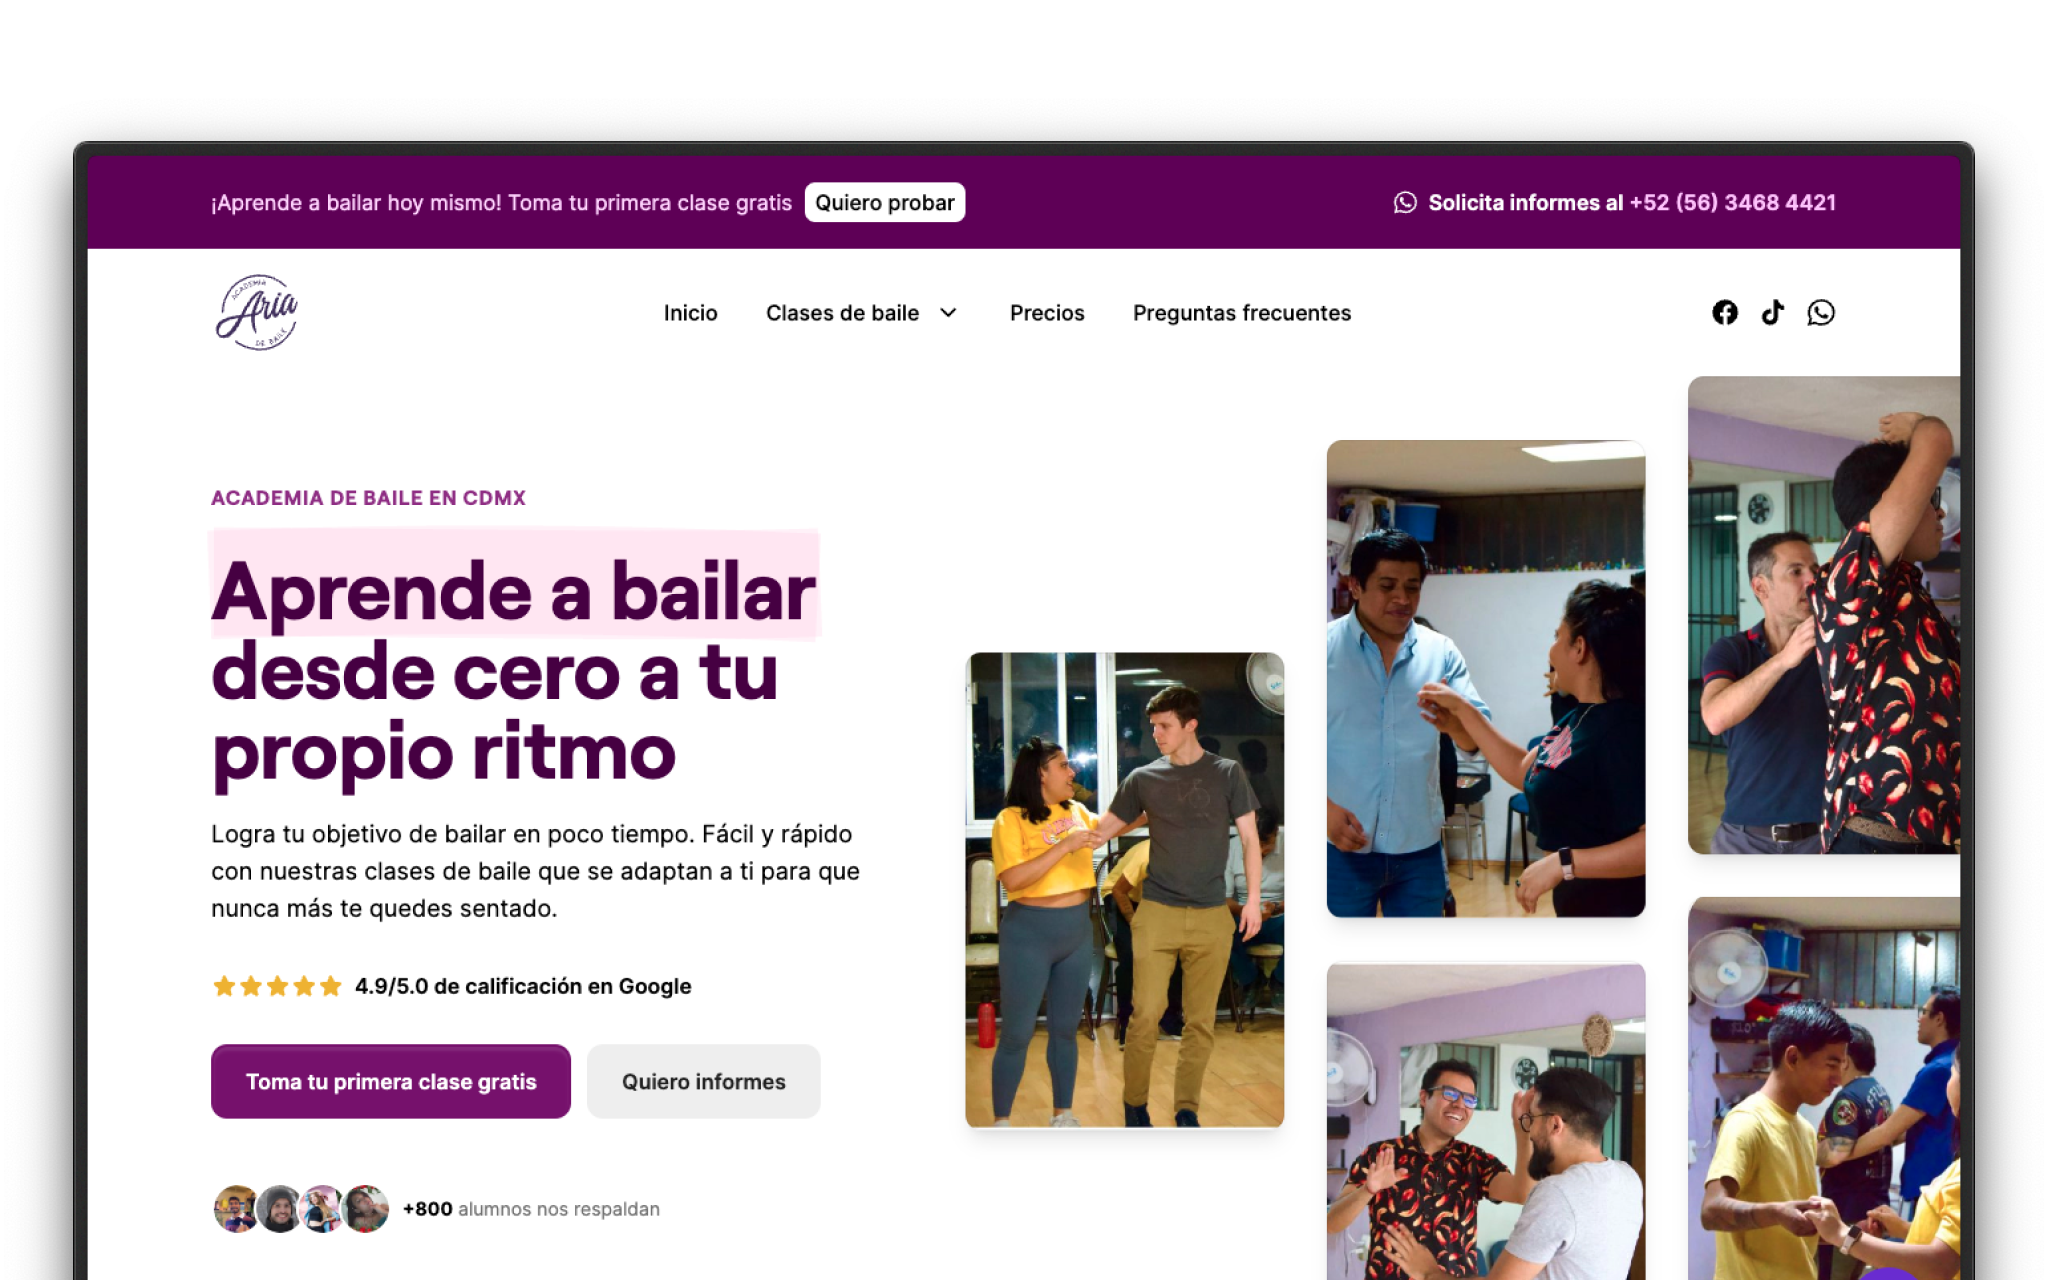 ¡Aprende a bailar hoy mismo! Toma tu primera clase gratis
Quiero probar
Solicita informes al +52 (56) 3468 4421
ACADEMIA
Aria
DE BAILE
Inicio
Clases de baile
Precios
Preguntas frecuentes
ACADEMIA DE BAILE EN CDMX
Aprende a bailar
desde cero a tu
propio ritmo
Logra tu objetivo de bailar en poco tiempo. Fácil y rápido
con nuestras clases de baile que se adaptan a ti para que
nunca más te quedes sentado.
4.9/5.0 de calificación en Google
Toma tu primera clase gratis
Quiero informes
+800 alumnos nos respaldan